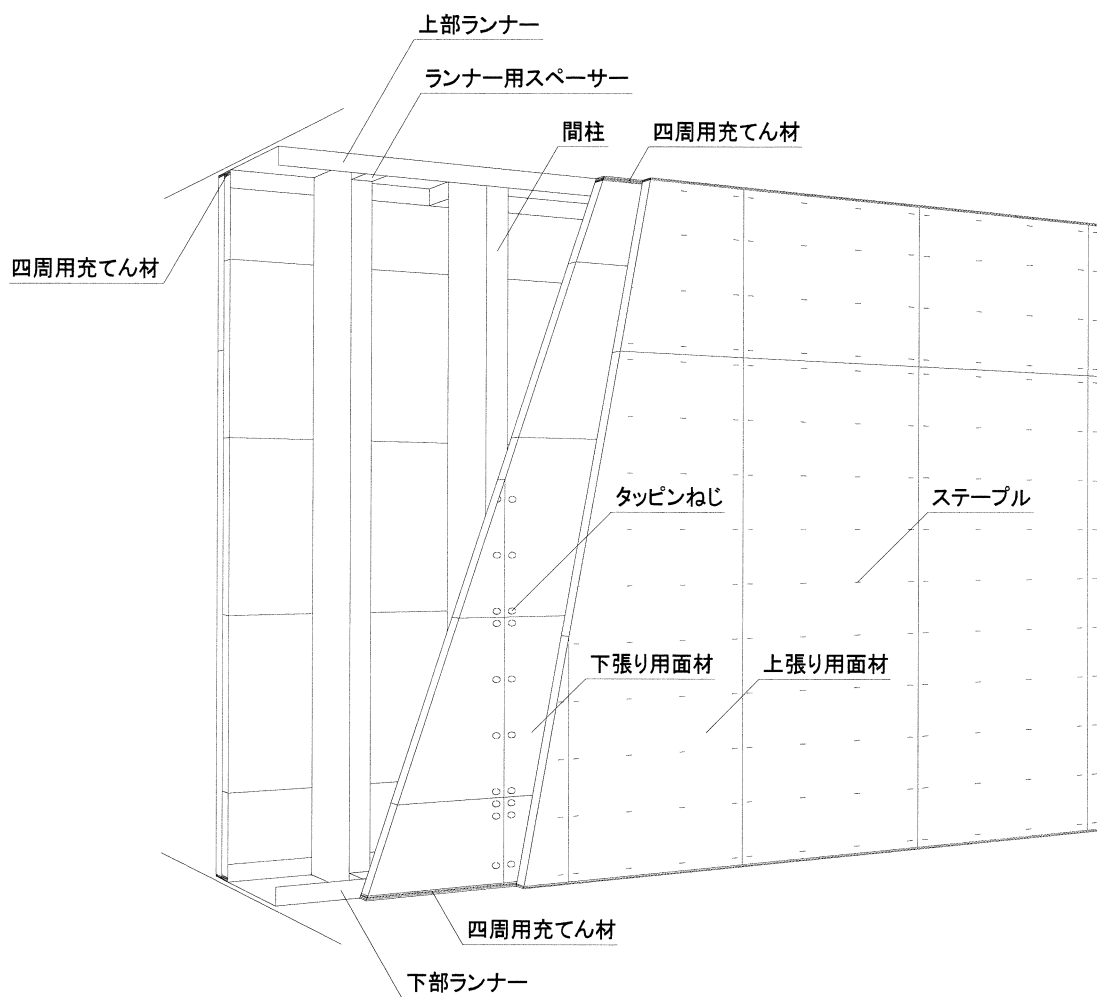 上部ランナー
ランナー用スペーサー
間柱
四周用充てん材
四周用充てん材
タッピンねじ
ステープル
下張り用面材
上張り用面材
四周用充てん材
下部ランナー